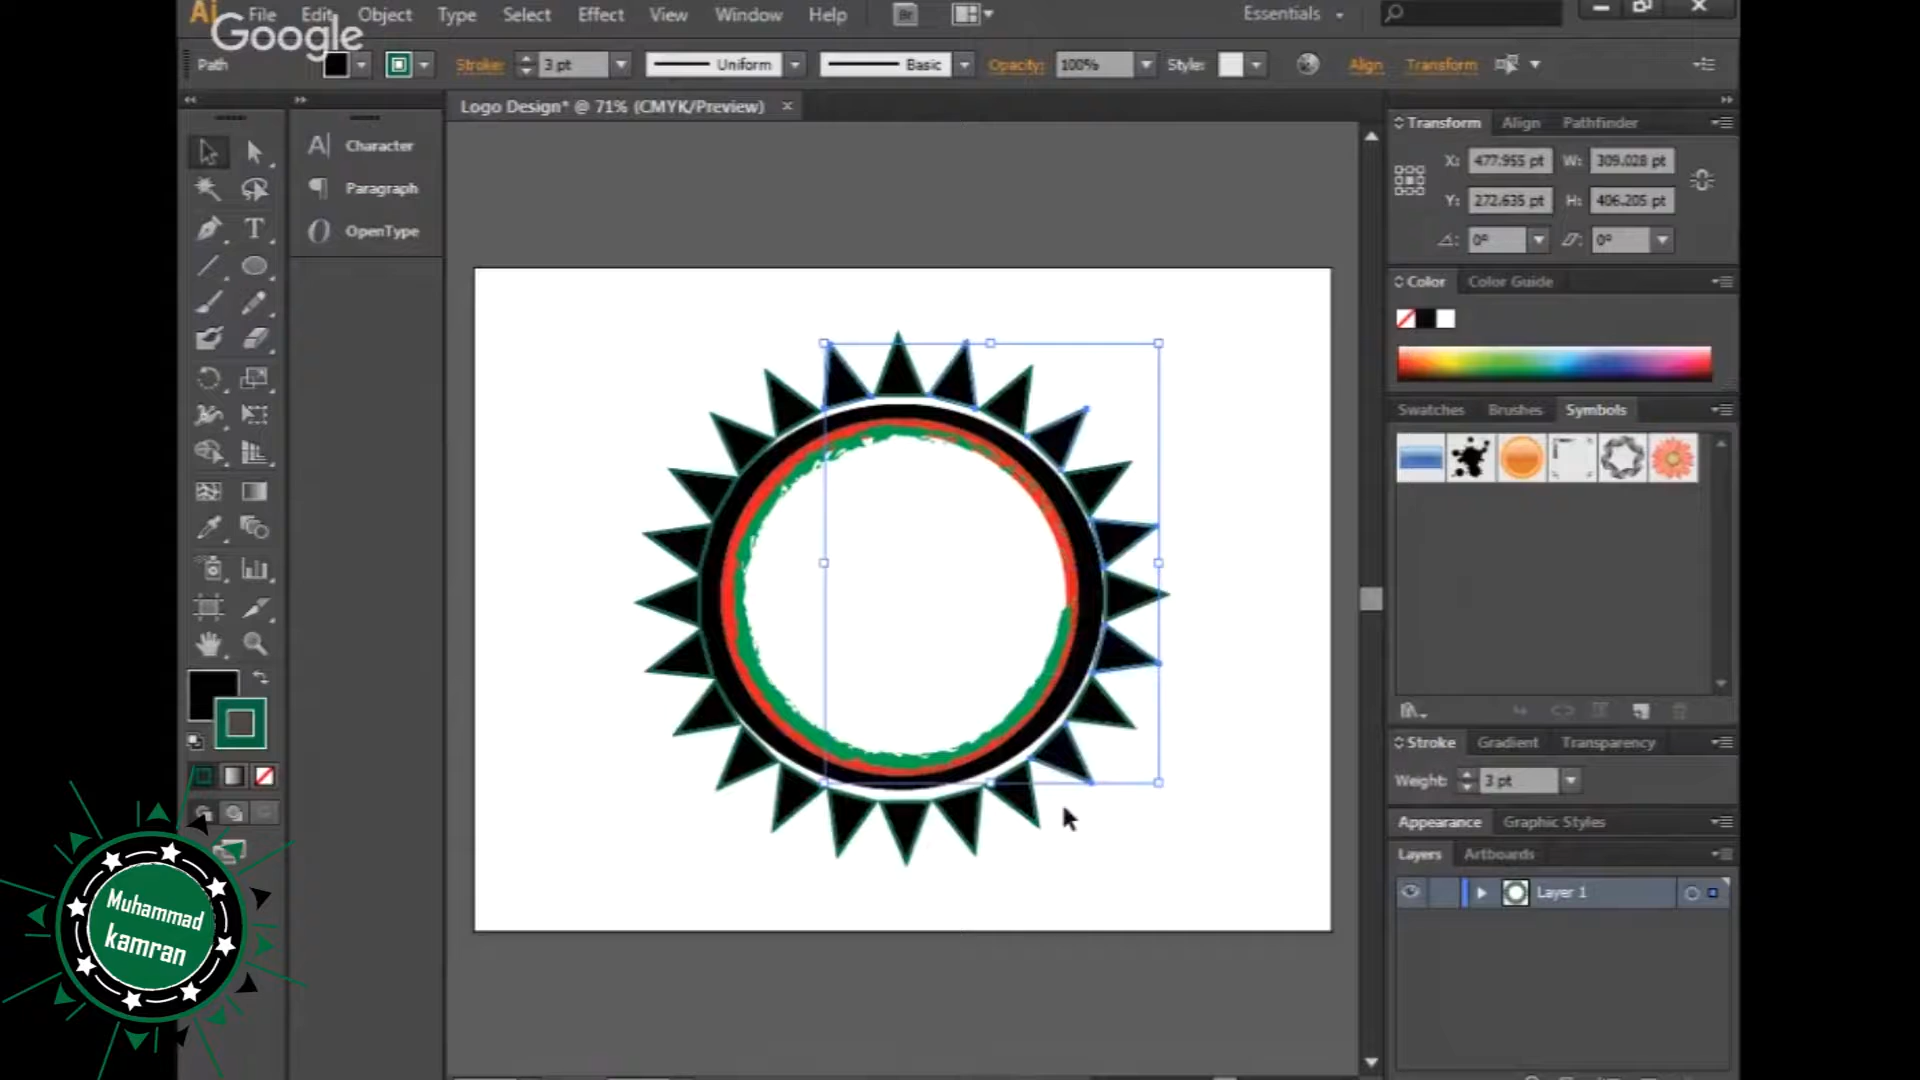 Ai File Edit Object Type Select Effect View Window Help Br Essentials
Google
Path Stroke: 3 pt Uniform Basic Opacity: 100% Style: Align Transform
Logo Design* @ 71% (CMYK/Preview)
Character
Paragraph
OpenType
Transform Align Pathfinder
X: 477.955 pt W: 309.028 pt
Y: 272.635 pt H: 406.205 pt
0° 0°
Color Color Guide
Swatches Brushes Symbols
Stroke Gradient Transparency
Weight: 3 pt
Appearance Graphic Styles
Layers Artboards
Layer 1
Muhammad
kamran